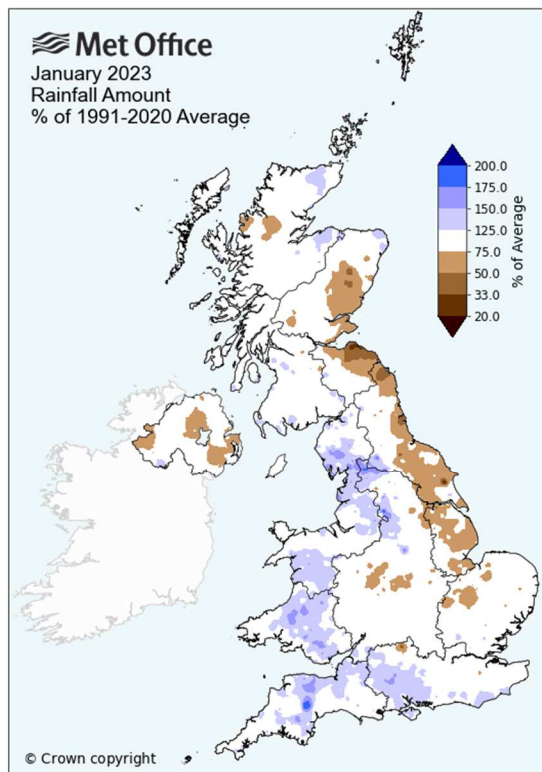 Met Office
January 2023
Rainfall Amount
% of 1991-2020 Average
200.0
175.0
150.0
125.0
75.0
50.0
33.0
20.0
% of Average
© Crown copyright